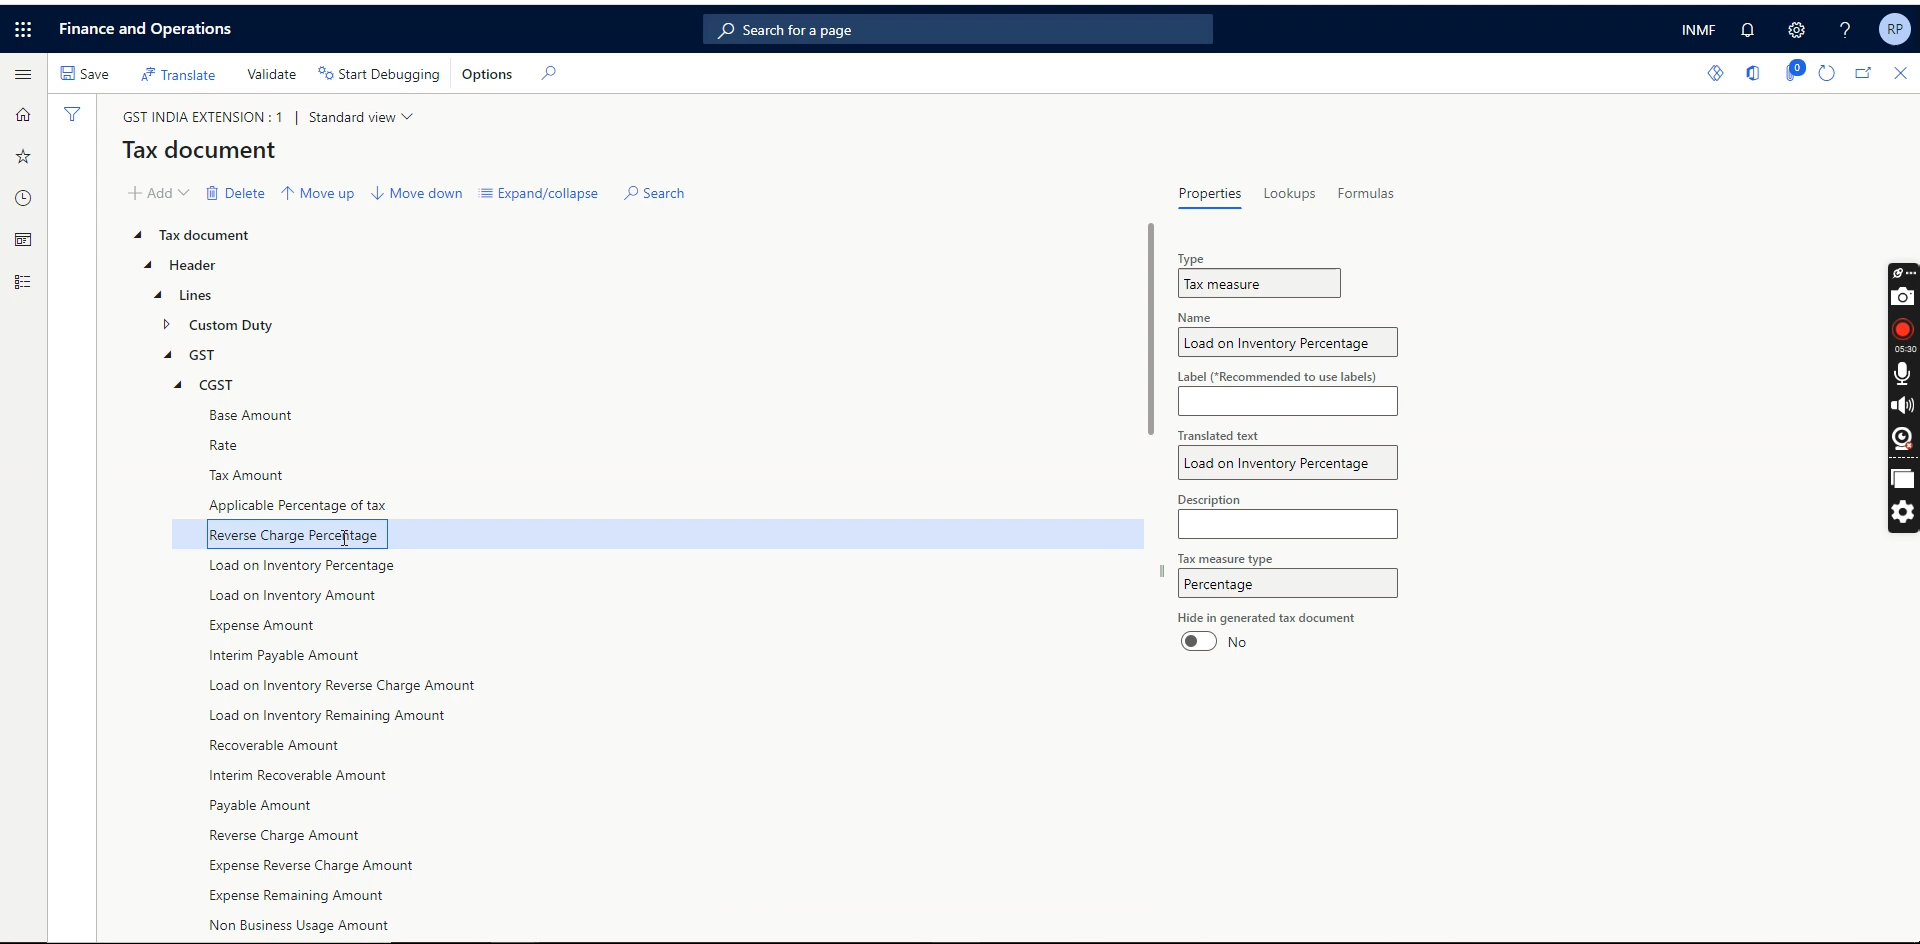 Finance and Operations
Search for a page
INMF
?
RP
Save
Translate
Validate
Start Debugging
Options
0
GST INDIA EXTENSION : 1 | Standard view
Tax document
Add
Delete
Move up
Move down
Expand/collapse
Search
Tax document
Header
Lines
Custom Duty
GST
CGST
Base Amount
Rate
Tax Amount
Applicable Percentage of tax
Reverse Charge Percentage
Load on Inventory Percentage
Load on Inventory Amount
Expense Amount
Interim Payable Amount
Load on Inventory Reverse Charge Amount
Load on Inventory Remaining Amount
Recoverable Amount
Interim Recoverable Amount
Payable Amount
Reverse Charge Amount
Expense Reverse Charge Amount
Expense Remaining Amount
Non Business Usage Amount
Properties
Lookups
Formulas
Type
Tax measure
Name
Load on Inventory Percentage
Label (*Recommended to use labels)
Translated text
Load on Inventory Percentage
Description
Tax measure type
Percentage
Hide in generated tax document
No
05:30